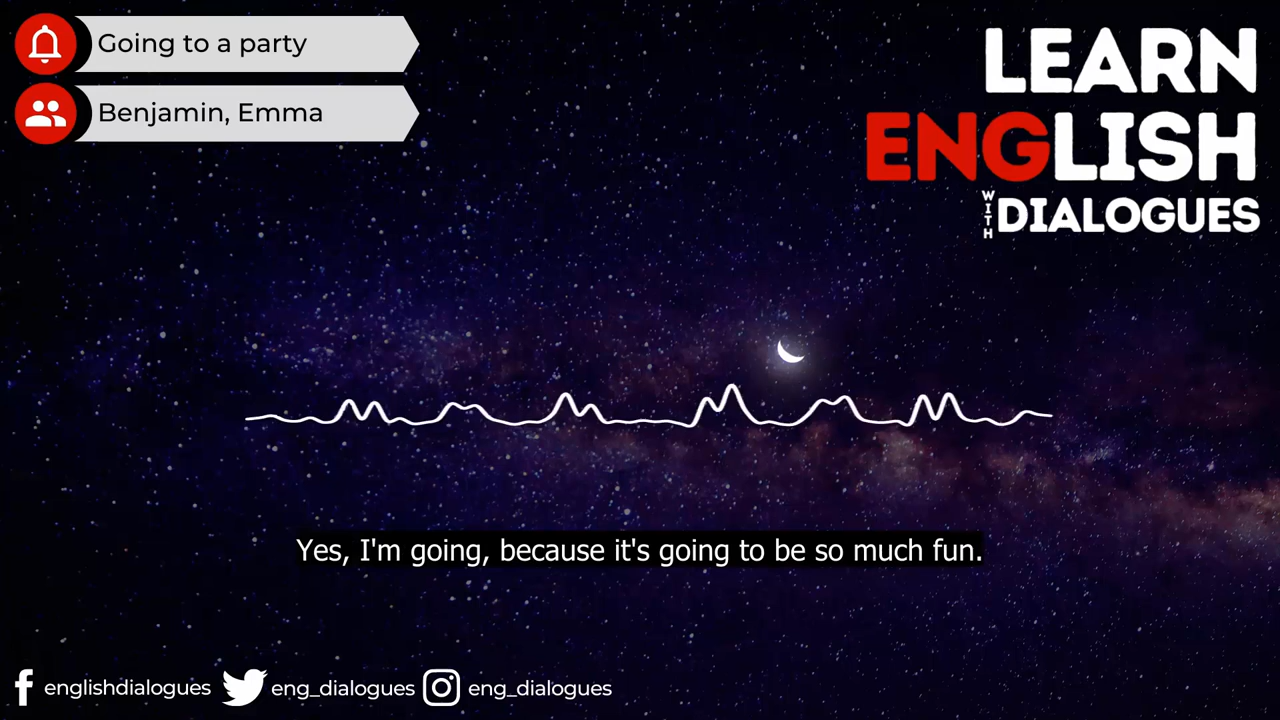 Going to a party
Benjamin, Emma
LEARN
ENGLISH
WITH DIALOGUES
Yes, I'm going, because it's going to be so much fun.
englishdialogues eng_dialogues eng_dialogues